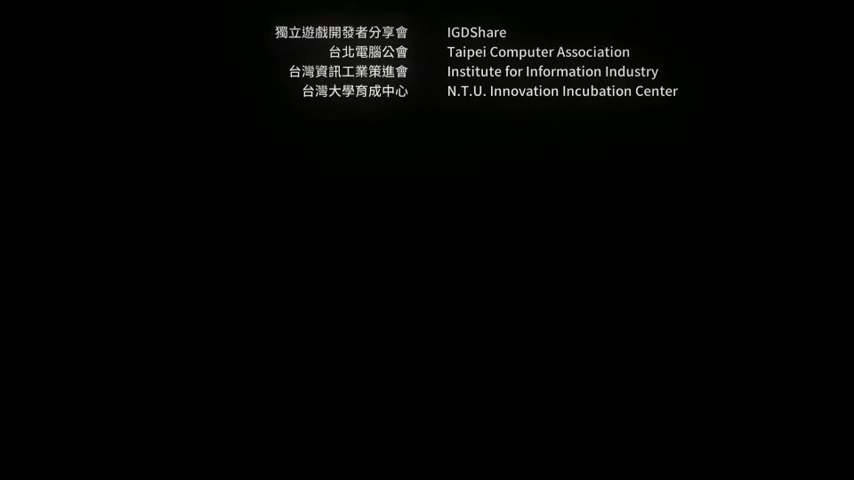 獨立遊戲開發者分享會 IGDShare
台北電腦公會 Taipei Computer Association
台灣資訊工業策進會 Institute for Information Industry
台灣大學育成中心 N.T.U. Innovation Incubation Center